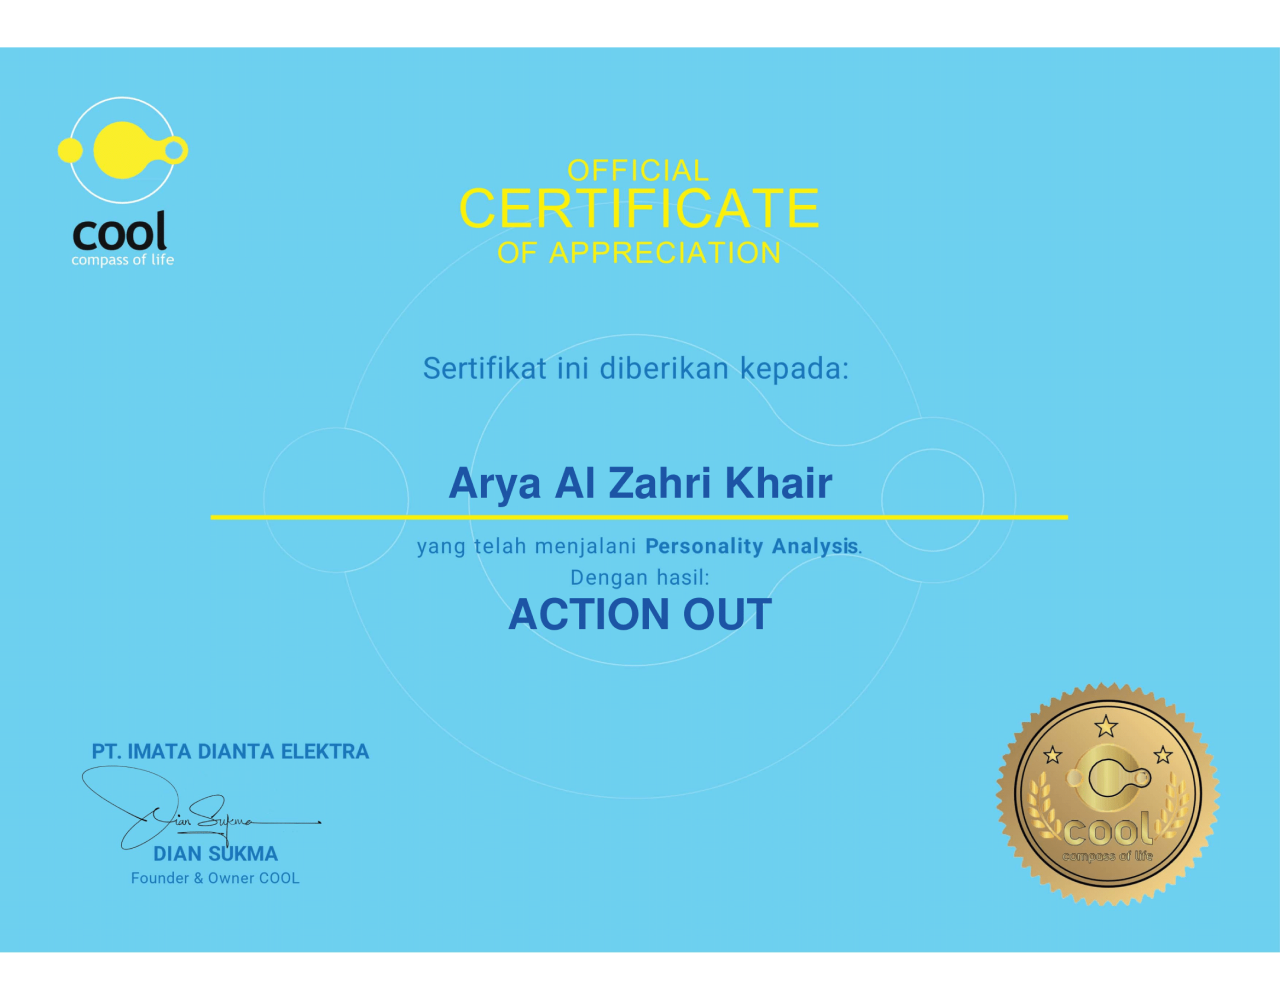 cool
compass of life
OFFICIAL
CERTIFICATE
OF APPRECIATION
Sertifikat ini diberikan kepada:
Arya Al Zahri Khair
yang telah menjalani Personality Analysis.
Dengan hasil:
ACTION OUT
PT. IMATA DIANTA ELEKTRA
Dian Sukma
DIAN SUKMA
Founder & Owner COOL
cool
compass of life